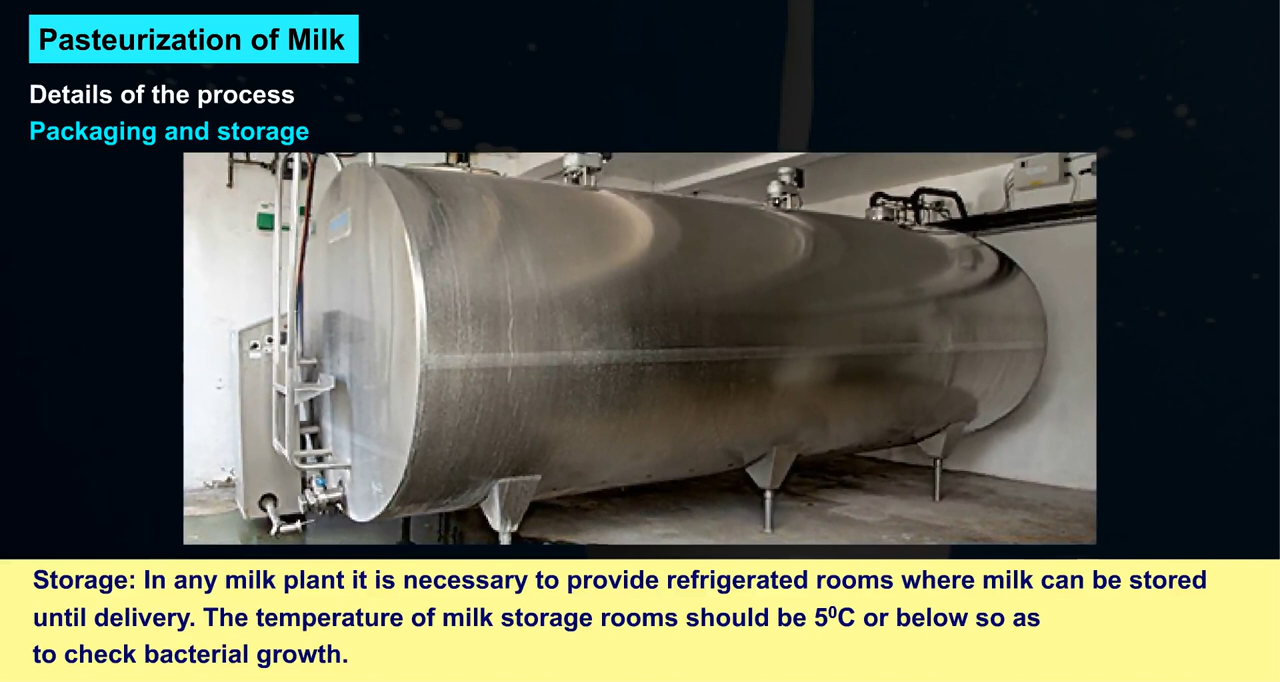 Pasteurization of Milk
Details of the process
Packaging and storage
Storage: In any milk plant it is necessary to provide refrigerated rooms where milk can be stored
until delivery. The temperature of milk storage rooms should be 5⁰C or below so as
to check bacterial growth.